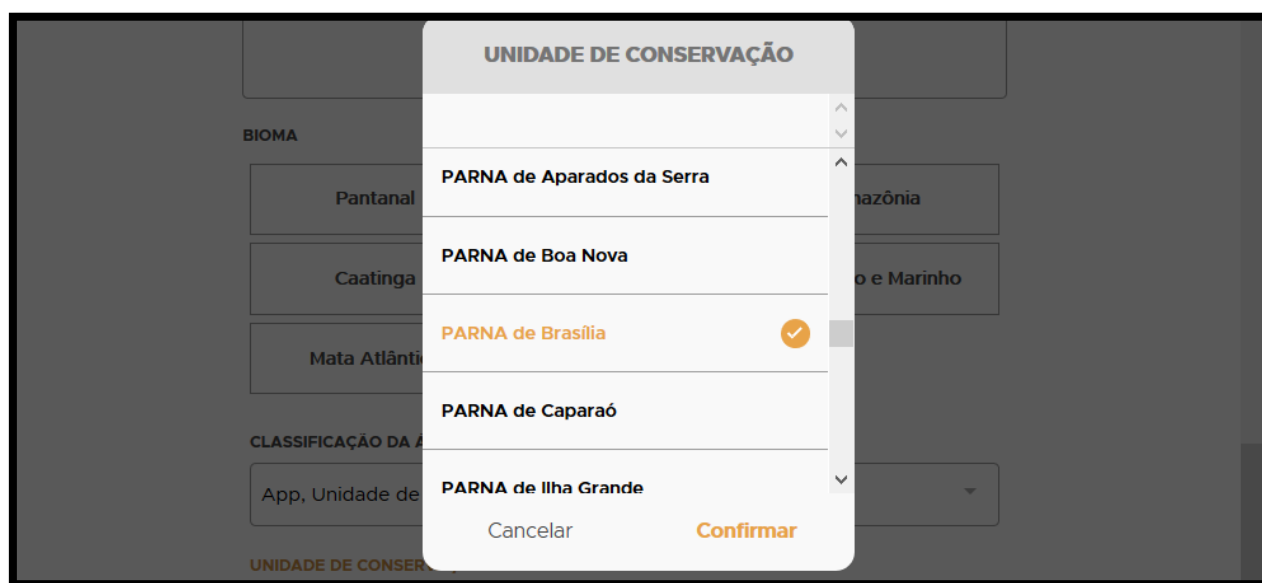 UNIDADE DE CONSERVAÇÃO
BIOMA
PARNA de Aparados da Serra
Pantanal
PARNA de Boa Nova
Caatinga
o e Marinho
PARNA de Brasília
Mata Atlânti
PARNA de Caparaó
CLASSIFICAÇÃO DA
App, Unidade de
PARNA de Ilha Grande
Cancelar
Confirmar
UNIDADE DE CONSER